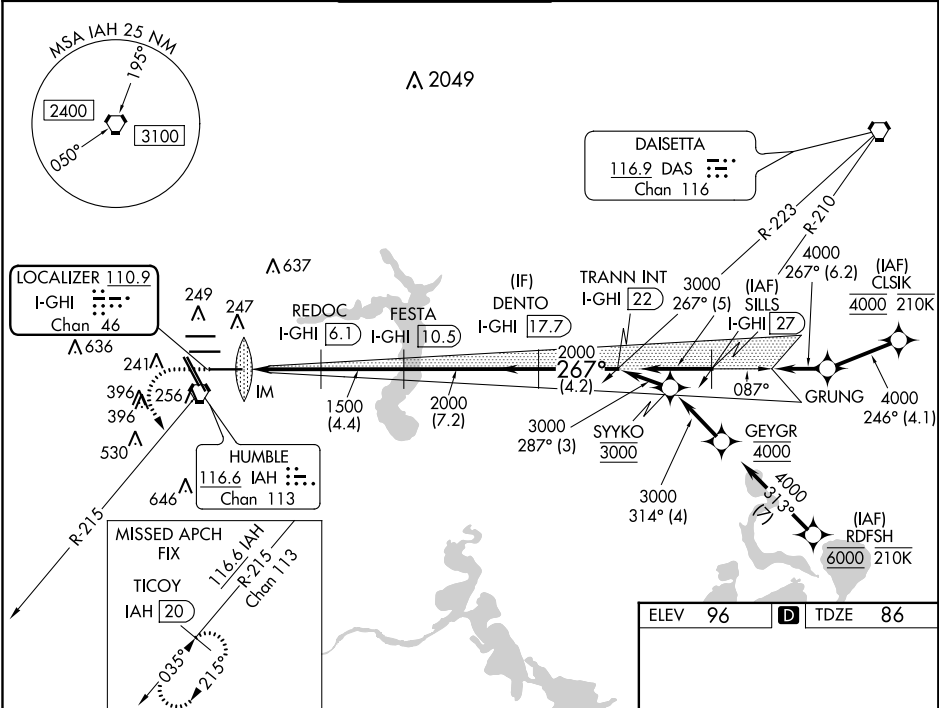 MSA IAH 25 NM
195°
2400
3100
050°
2049
DAISETTA
116.9 DAS
Chan 116
R-223
R-210
LOCALIZER 110.9
I-GHI
Chan 46
637
249
247
636
241
396
396
256
530
646
IM
REDOC
I-GHI 6.1
FESTA
I-GHI 10.5
(IF)
DENTO
I-GHI 17.7
TRANN INT
I-GHI 22
3000
267° (5)
(IAF)
SILLS
I-GHI 27
4000
267° (6.2)
(IAF)
CLSIK
4000 210K
2000
267°
(4.2)
087°
GRUNG
4000
246° (4.1)
1500
(4.4)
2000
(7.2)
3000
287° (3)
SYYKO
3000
GEYGR
4000
3000
314° (4)
4000
313°
(7)
(IAF)
RDFSH
6000 210K
HUMBLE
116.6 IAH
Chan 113
R-215
MISSED APCH
FIX
TICOY
IAH 20
116.6 IAH
R-215
Chan 113
035°
215°
ELEV 96 D TDZE 86